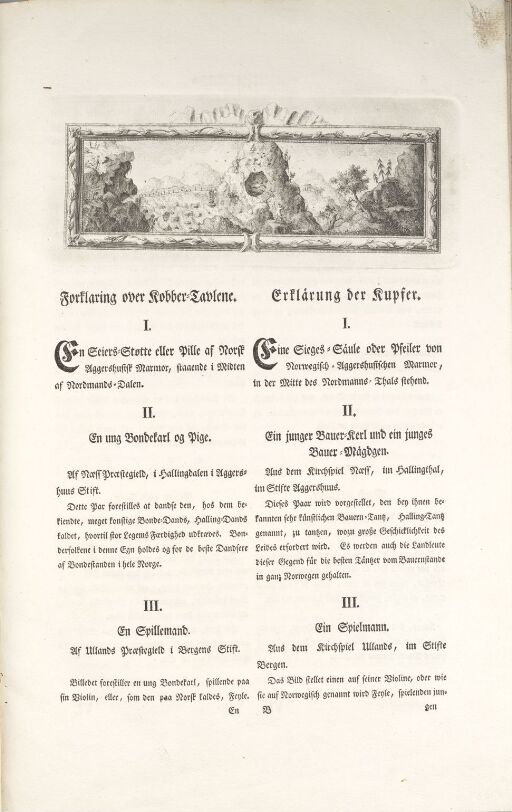 Forklaring over Kobber-Tavlene.
I.
En Seiers-Støtte eller Pille af Norsk
Aggershusisk Marmor, staaende i Midten
af Nordmands-Dalen.
II.
En ung Bondekarl og Pige.
Af Næss Præstegield, i Hallingdalen i Aggers-
huus Stift.
Dette Par forestilles at dandse den, hos dem be-
kiendte, meget konstige Bonde-Dands, Halling-Dands
kaldet, hvortil stor Legems Færdighed udkræves. Bon-
derfolkene i denne Egn holdes og for de beste Dandsere
af Bondestanden i hele Norge.
III.
En Spillemand.
Af Ullands Præstegield i Bergens Stift.
Billedet forestiller en ung Bondekarl, spillende paa
sin Violin, eller, som den paa Norsk kaldes, Feyle.
En
Erklärung der Kupfer.
I.
Eine Sieges-Säule oder Pfeiler von
Norwegisch-Aggershusischen Marmor,
in der Mitte des Nordmanns-Thals stehend.
II.
Ein junger Bauer-Kerl und ein junges
Bauer-Mägdgen.
Aus dem Kirchspiel Næss, im Hallingthal,
im Stifte Aggershuus.
Dieses Paar wird vorgestellet, den bey ihnen be-
kannten sehr künstlichen Bauern-Tantz, Halling-Tantz
genannt, zu tantzen, wozu große Geschicklichkeit des
Leibes erfordert wird. Es werden auch die Landleute
dieser Gegend für die besten Täntzer vom Bauernstande
in ganz Norwegen gehalten.
III.
Ein Spielmann.
Aus dem Kirchspiel Ullands, im Stifte
Bergen.
Das Bild stellet einen auf seiner Violine, oder wie
sie auf Norwegisch genannt wird Feyle, spielenden jun-
B
gen